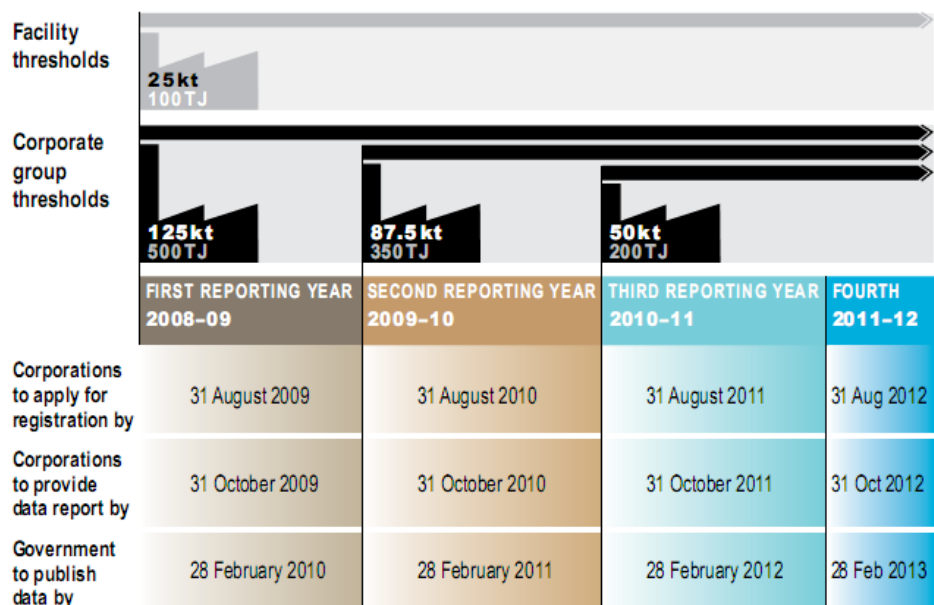 Facility
thresholds
25kt
100TJ
Corporate
group
thresholds
125kt
500TJ
87.5kt
350TJ
50kt
200TJ
FIRST REPORTING YEAR
2008–09
SECOND REPORTING YEAR
2009–10
THIRD REPORTING YEAR
2010–11
FOURTH
2011–12
Corporations
to apply for
registration by
31 August 2009
31 August 2010
31 August 2011
31 Aug 2012
Corporations
to provide
data report by
31 October 2009
31 October 2010
31 October 2011
31 Oct 2012
Government
to publish
data by
28 February 2010
28 February 2011
28 February 2012
28 Feb 2013